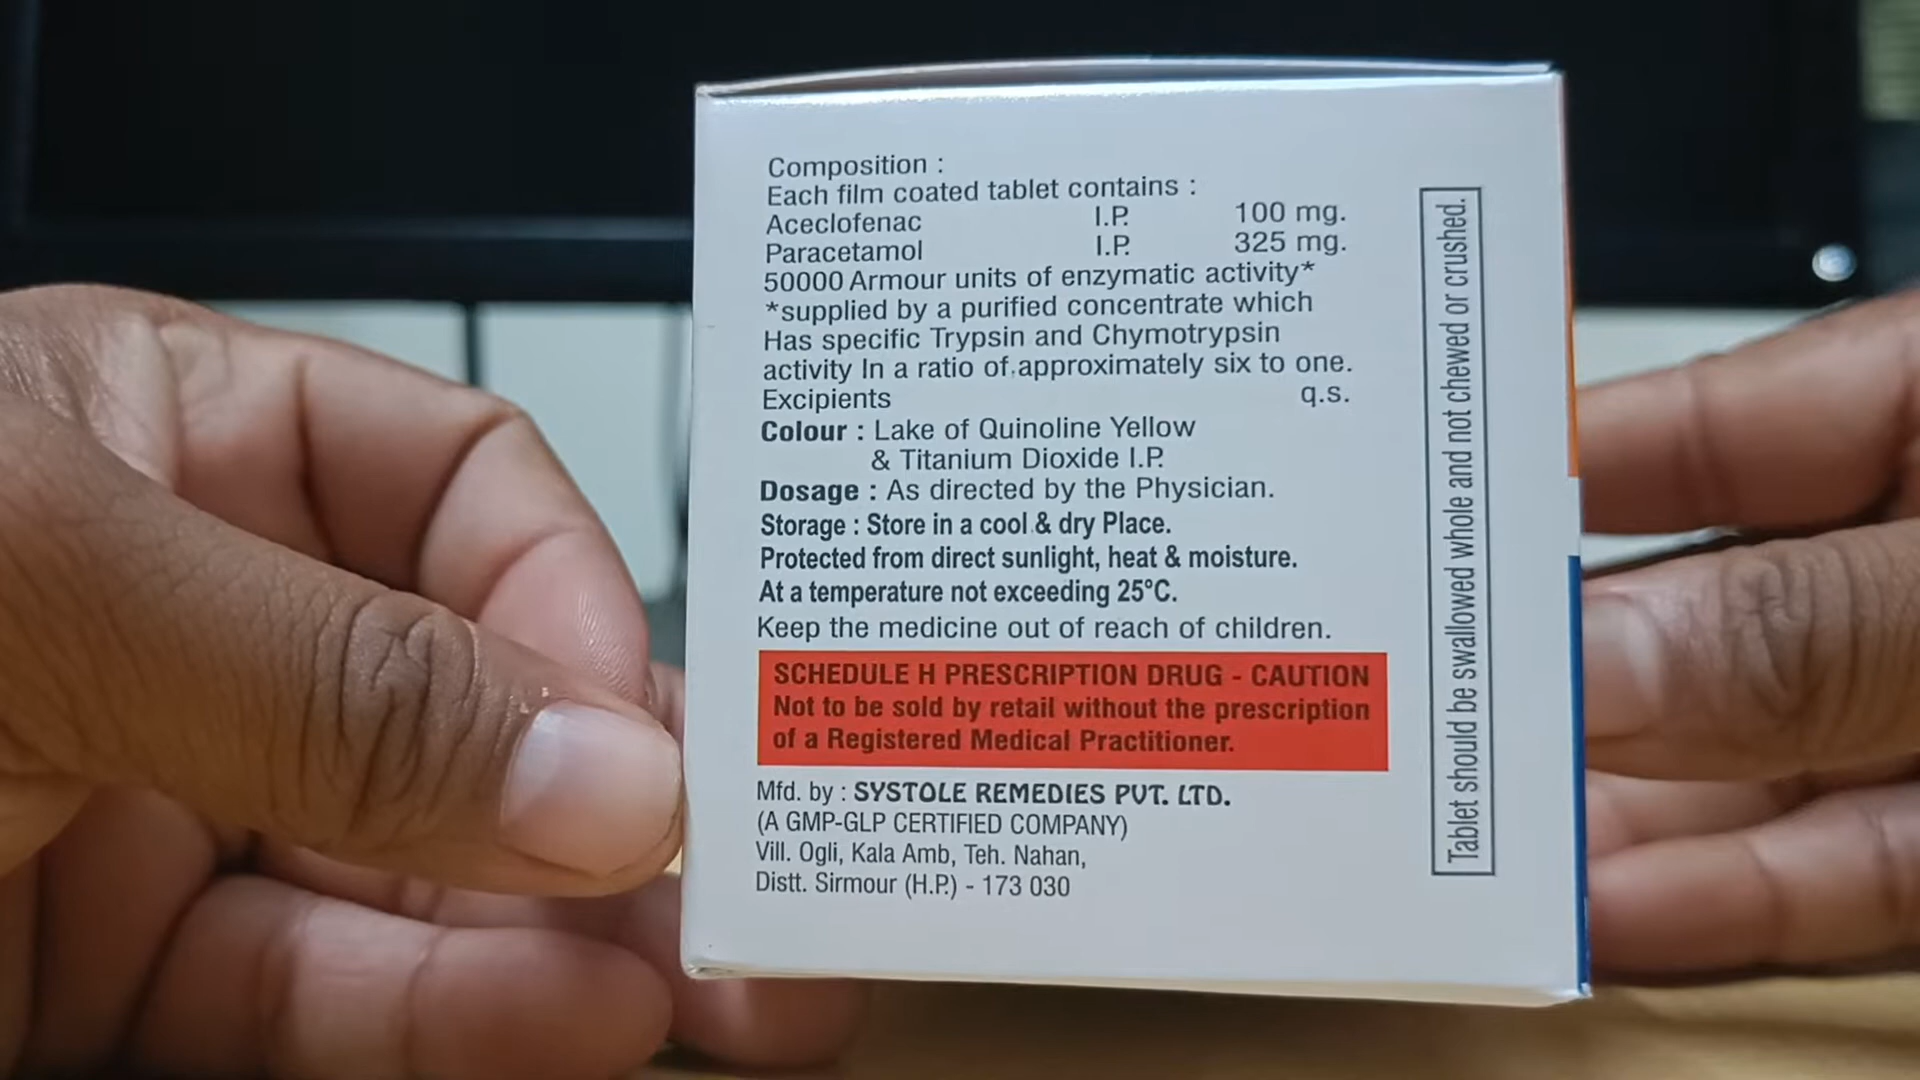 Composition :
Each film coated tablet contains :
Aceclofenac I.P. 100 mg.
Paracetamol I.P. 325 mg.
50000 Armour units of enzymatic activity*
*supplied by a purified concentrate which
Has specific Trypsin and Chymotrypsin
activity In a ratio of approximately six to one.
Excipients q.s.
Colour : Lake of Quinoline Yellow
& Titanium Dioxide I.P.
Dosage : As directed by the Physician.
Storage : Store in a cool & dry Place.
Protected from direct sunlight, heat & moisture.
At a temperature not exceeding 25°C.
Keep the medicine out of reach of children.
SCHEDULE H PRESCRIPTION DRUG - CAUTION
Not to be sold by retail without the prescription
of a Registered Medical Practitioner.
Mfd. by : SYSTOLE REMEDIES PVT. LTD.
(A GMP-GLP CERTIFIED COMPANY)
Vill. Ogli, Kala Amb, Teh. Nahan,
Distt. Sirmour (H.P.) - 173 030
Tablet should be swallowed whole and not chewed or crushed.